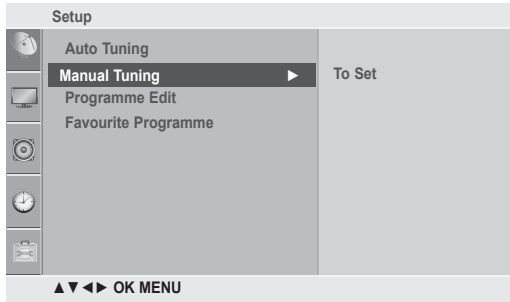 Setup
Auto Tuning
Manual Tuning ▶ To Set
Programme Edit
Favourite Programme
▲▼◀▶ OK MENU